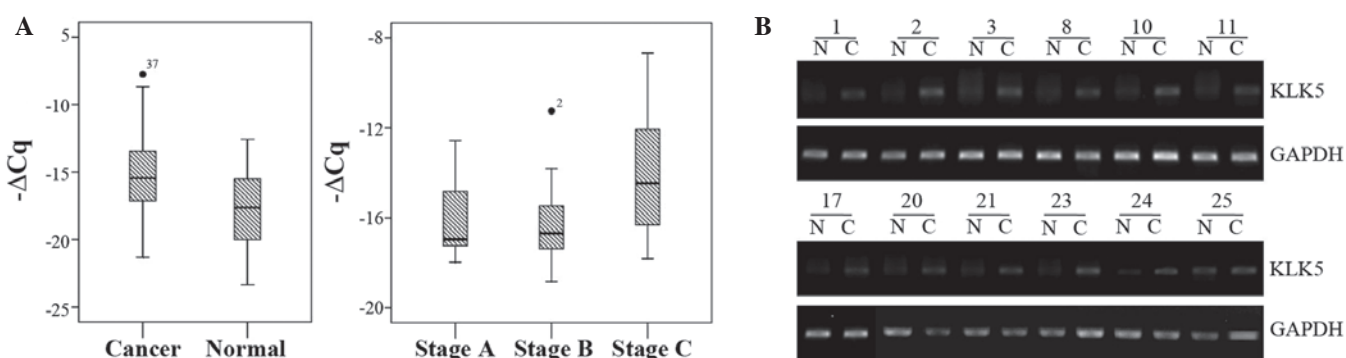 A
-ΔCq
5
-10
-15
-20
-25
37
Cancer Normal
-ΔCq
-8
-12
-16
-20
2
Stage A Stage B Stage C
B
1 2 3 8 10 11
N C N C N C N C N C N C
KLK5
GAPDH
17 20 21 23 24 25
N C N C N C N C N C N C
KLK5
GAPDH